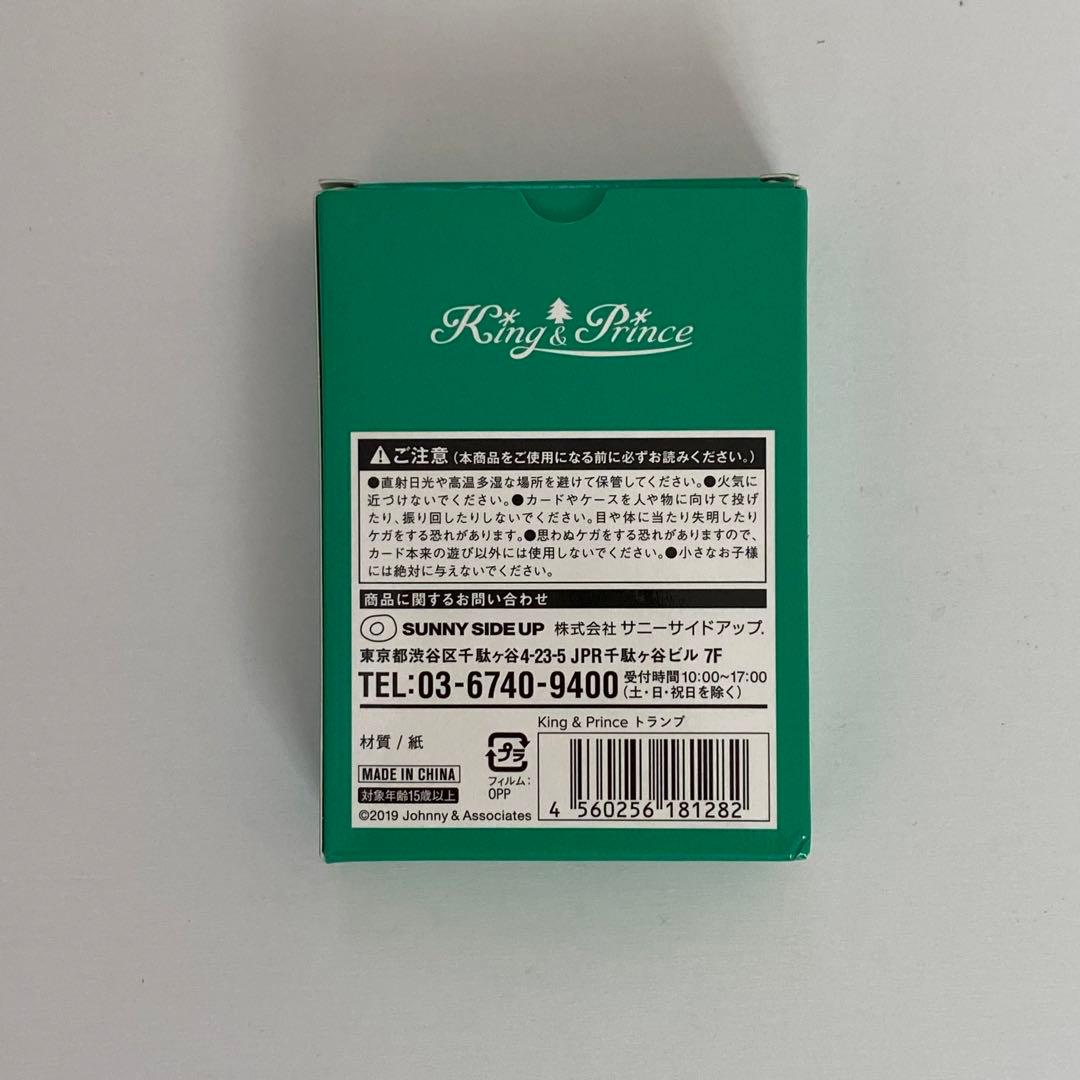 King & Prince
ご注意(本商品をご使用になる前に必ずお読みください。)
●直射日光や高温多湿な場所を避けて保管してください。●火気に
近づけないでください。●カードやケースを人や物に向けて投げ
たり、振り回したりしないでください。目や体に当たり失明したり
ケガをする恐れがあります。●思わぬケガをする恐れがありますので、
カード本来の遊び以外には使用しないでください。●小さなお子様
には絶対に与えないでください。
商品に関するお問い合わせ
SUNNY SIDE UP 株式会社 サニーサイドアップ.
東京都渋谷区千駄ヶ谷4-23-5 JPR千駄ヶ谷ビル 7F
TEL:03-6740-9400 受付時間10:00~17:00
(土・日・祝日を除く)
King & Prince トランプ
材質 / 紙
プラ
フィルム:
OPP
MADE IN CHINA
対象年齢15歳以上
©2019 Johnny & Associates
4 560256 181282